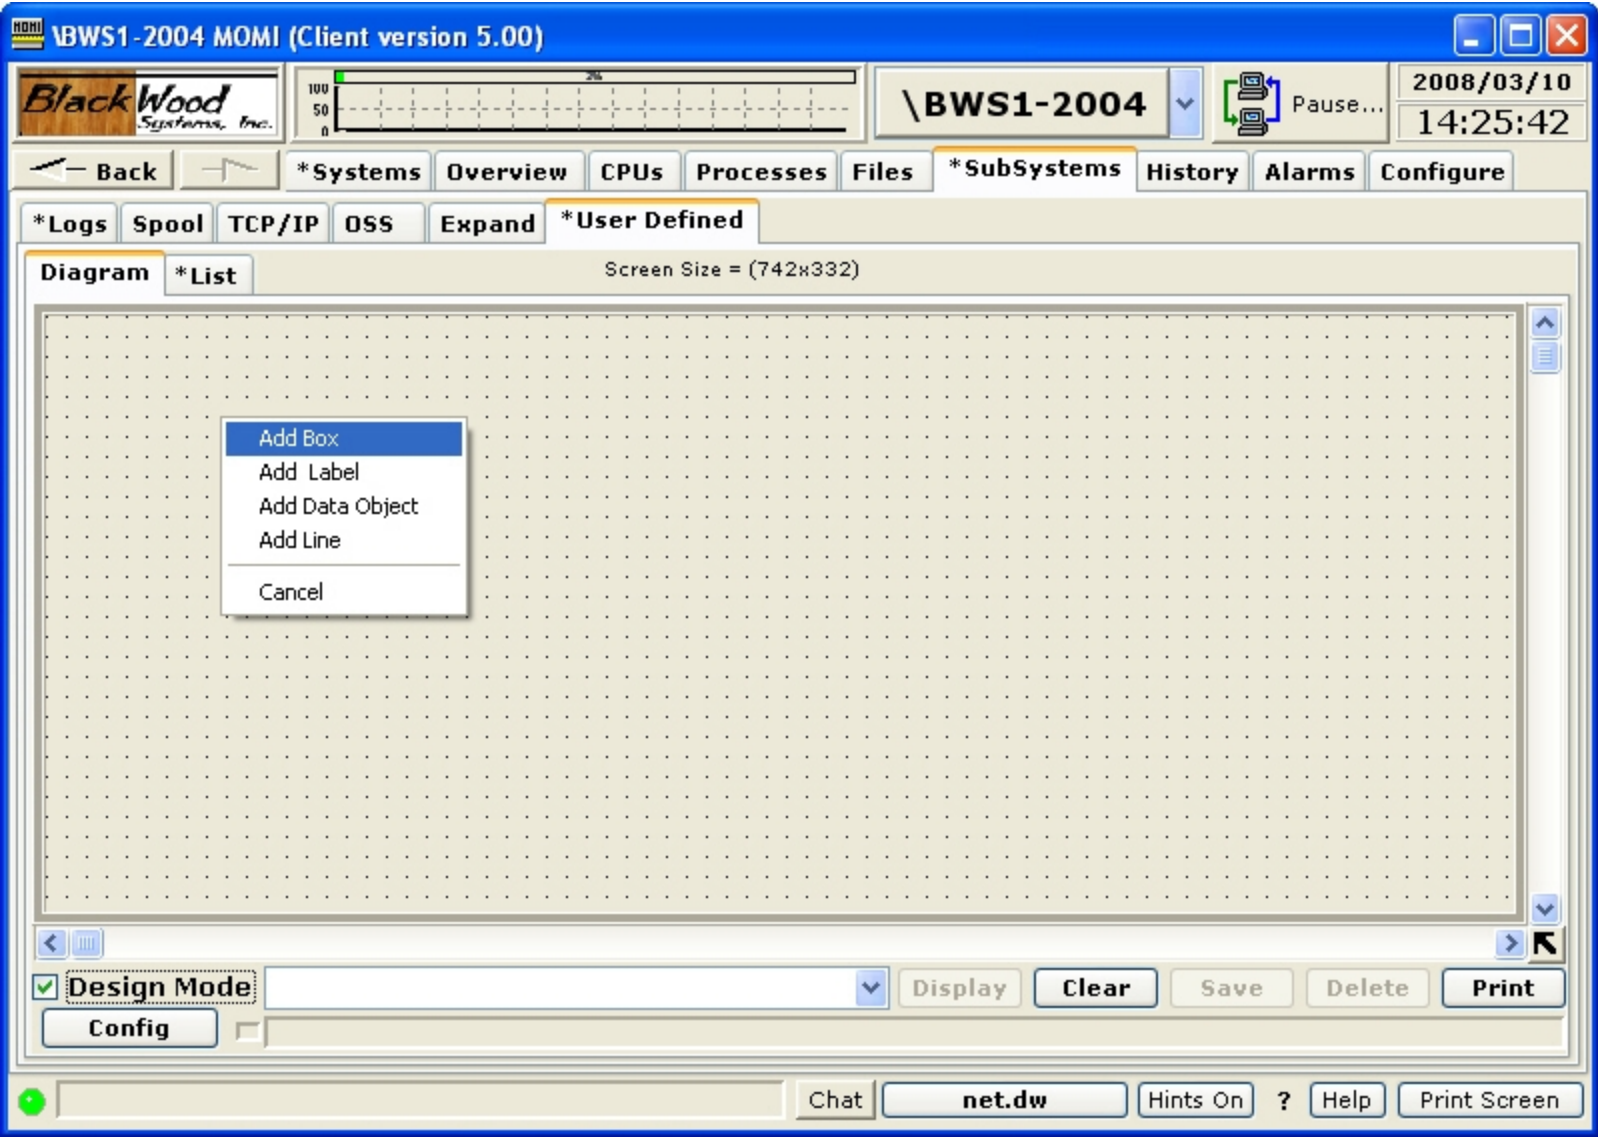 MOMI \BWS1-2004 MOMI (Client version 5.00)
BlackWood
Systems, Inc.
100
50
0
2%
\BWS1-2004
Pause...
2008/03/10
14:25:42
Back *Systems Overview CPUs Processes Files *SubSystems History Alarms Configure
*Logs Spool TCP/IP OSS Expand *User Defined
Diagram *List Screen Size = (742x332)
Add Box
Add  Label
Add Data Object
Add Line
Cancel
Design Mode Display Clear Save Delete Print
Config
Chat net.dw Hints On ? Help Print Screen